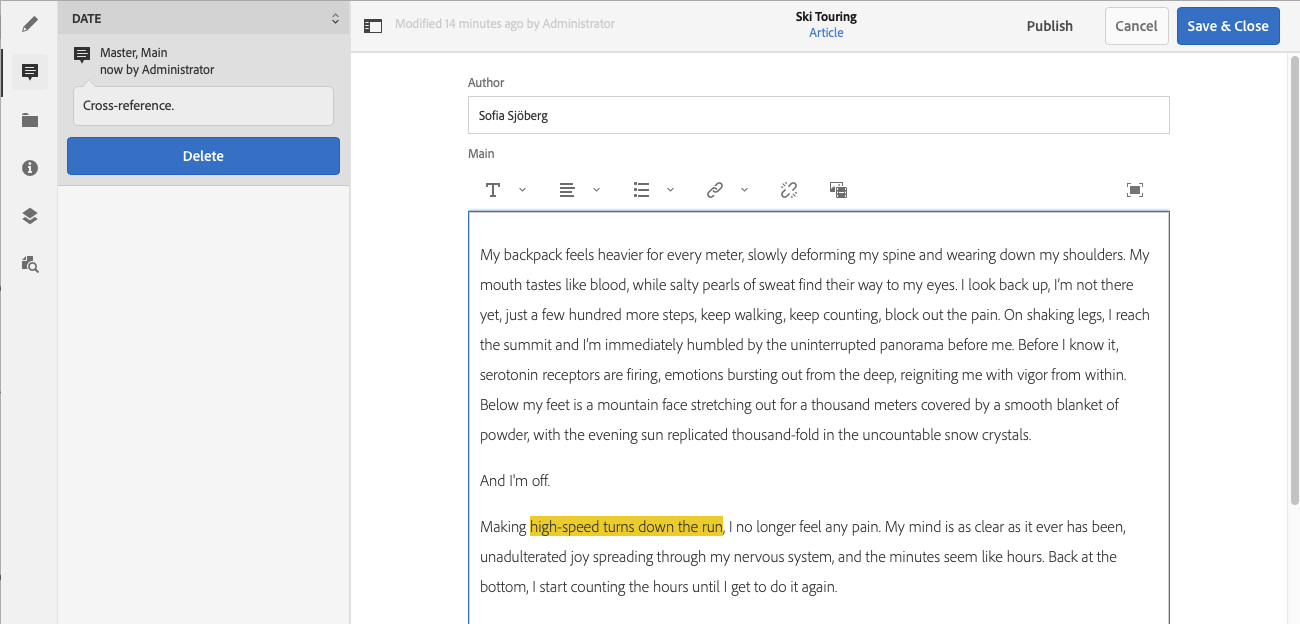 DATE
Master, Main
now by Administrator
Cross-reference.
Delete
Modified 14 minutes ago by Administrator
Ski Touring
Article
Publish
Cancel
Save & Close
Author
Sofia Sjöberg
Main
My backpack feels heavier for every meter, slowly deforming my spine and wearing down my shoulders. My
mouth tastes like blood, while salty pearls of sweat find their way to my eyes. I look back up, I’m not there
yet, just a few hundred more steps, keep walking, keep counting, block out the pain. On shaking legs, I reach
the summit and I’m immediately humbled by the uninterrupted panorama before me. Before I know it,
serotonin receptors are firing, emotions bursting out from the deep, reigniting me with vigor from within.
Below my feet is a mountain face stretching out for a thousand meters covered by a smooth blanket of
powder, with the evening sun replicated thousand-fold in the uncountable snow crystals.
And I'm off.
Making high-speed turns down the run, I no longer feel any pain. My mind is as clear as it ever has been,
unadulterated joy spreading through my nervous system, and the minutes seem like hours. Back at the
bottom, I start counting the hours until I get to do it again.